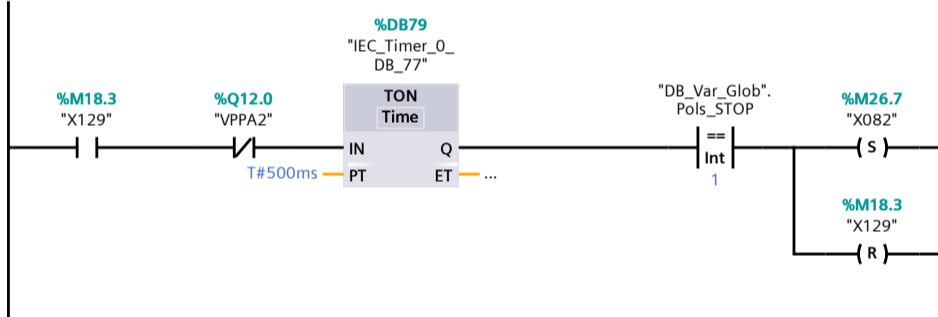 %DB79
"IEC_Timer_0_
DB_77"
%M18.3
"X129"
%Q12.0
"VPPA2"
TON
Time
IN
Q
T#500ms
PT
ET
...
"DB_Var_Glob".
Pols_STOP
==
Int
1
%M26.7
"X082"
S
%M18.3
"X129"
R